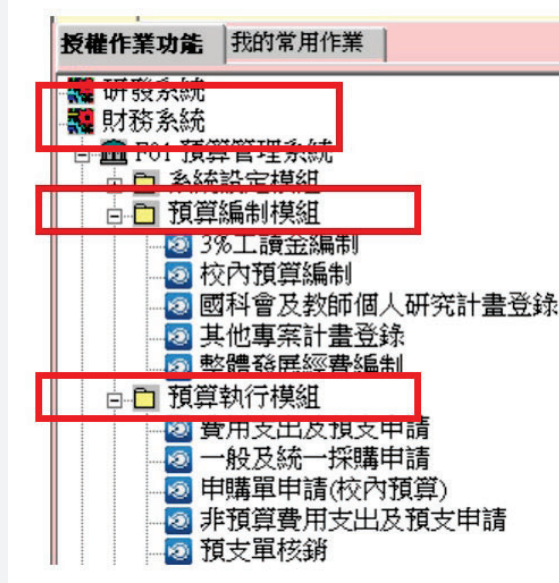 授權作業功能 我的常用作業
研發系統
財務系統
F01 預算管理系統
系統設定模組
預算編制模組
3%工讀金編制
校內預算編制
國科會及教師個人研究計畫登錄
其他專案計畫登錄
整體發展經費編制
預算執行模組
費用支出及預支申請
一般及統一採購申請
申購單申請(校內預算)
非預算費用支出及預支申請
預支單核銷